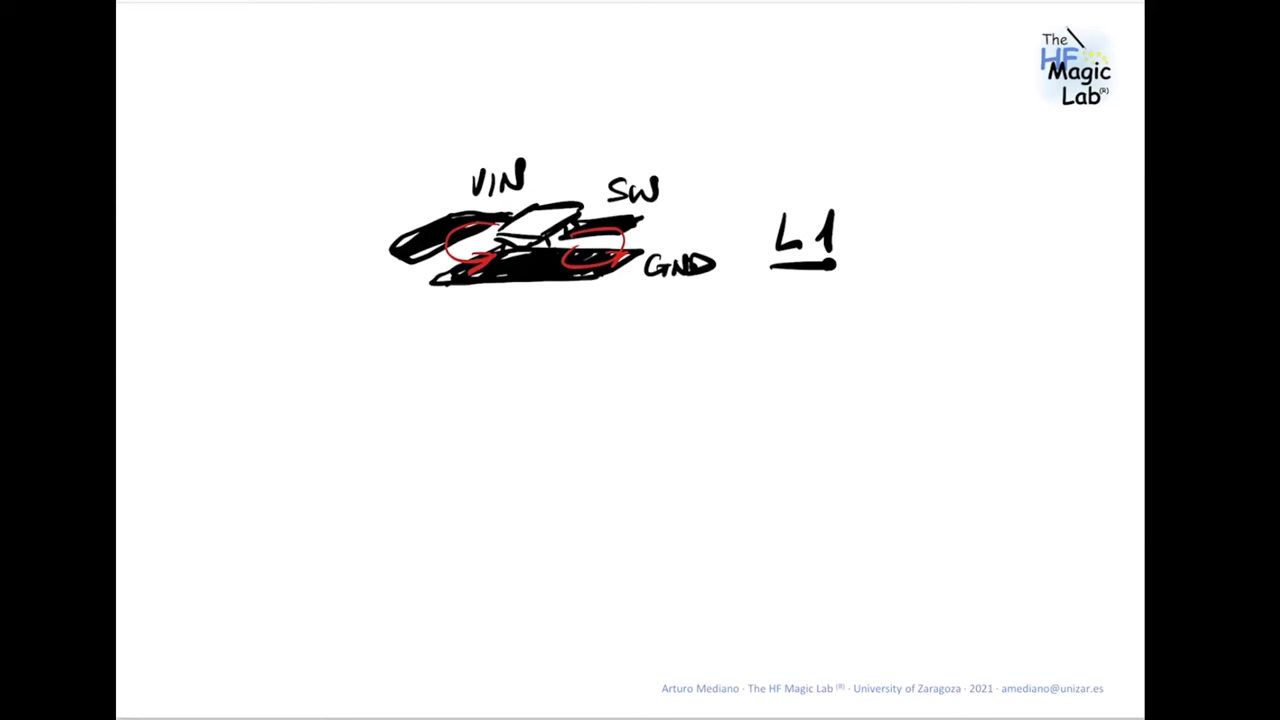 The
HF
Magic
Lab(R)
VIN
SW
GND
L1
Arturo Mediano · The HF Magic Lab (R) · University of Zaragoza · 2021 · amediano@unizar.es